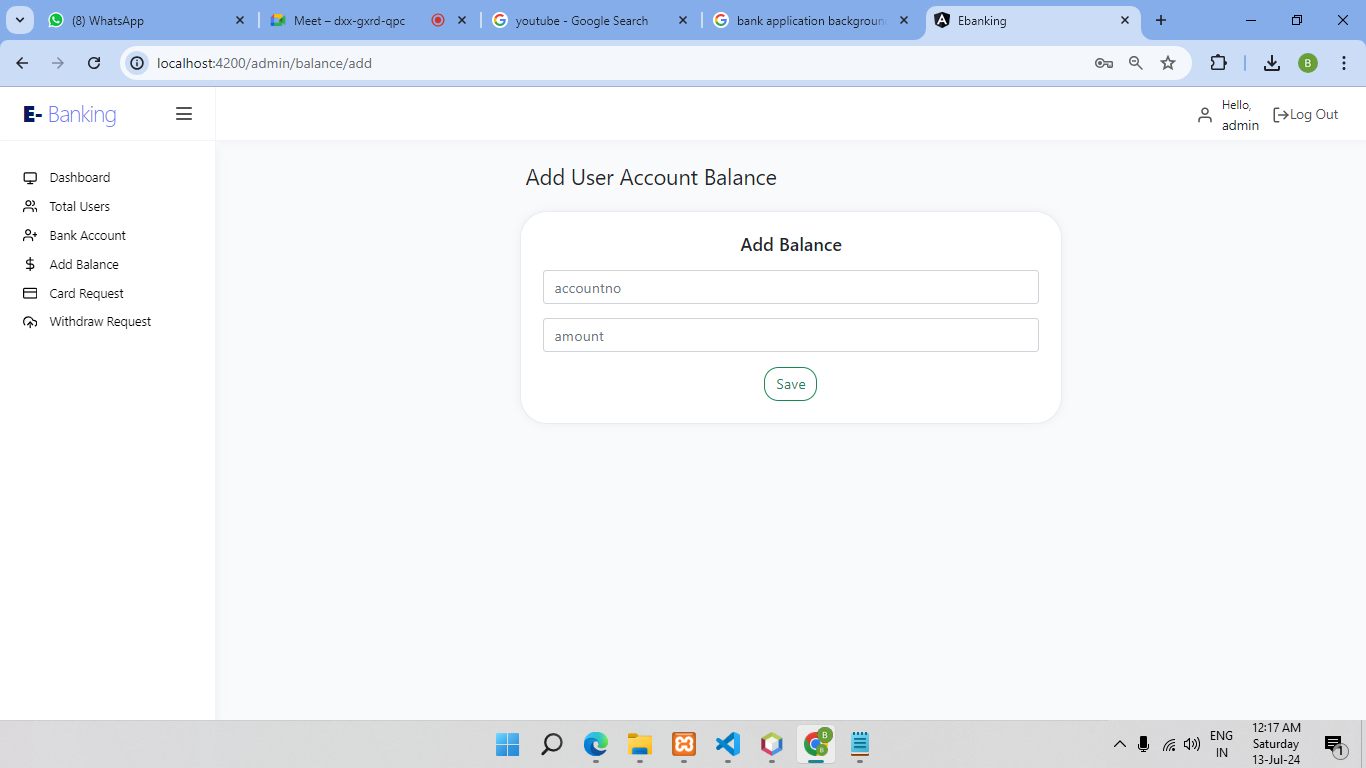 (8) WhatsApp
Meet – dxx-gxrd-qpc
youtube - Google Search
bank application background
Ebanking
localhost:4200/admin/balance/add
B
E- Banking
Hello,
admin
Log Out
Dashboard
Total Users
Bank Account
Add Balance
Card Request
Withdraw Request
Add User Account Balance
Add Balance
accountno
amount
Save
B
ENG
IN
12:17 AM
Saturday
13-Jul-24
1